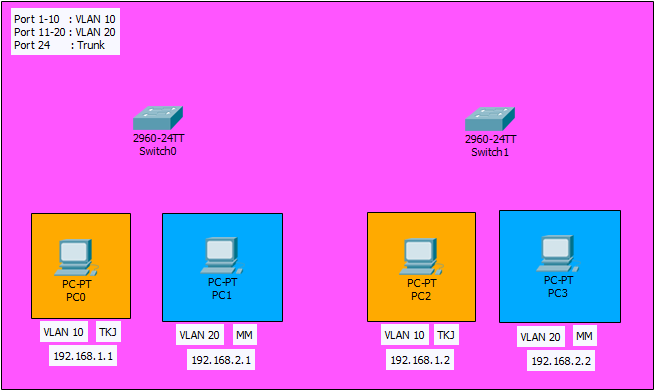 Port 1-10 : VLAN 10
Port 11-20 : VLAN 20
Port 24 : Trunk
2960-24TT
Switch0
2960-24TT
Switch1
PC-PT
PC0
PC-PT
PC1
PC-PT
PC2
PC-PT
PC3
VLAN 10 TKJ
192.168.1.1
VLAN 20 MM
192.168.2.1
VLAN 10 TKJ
192.168.1.2
VLAN 20 MM
192.168.2.2